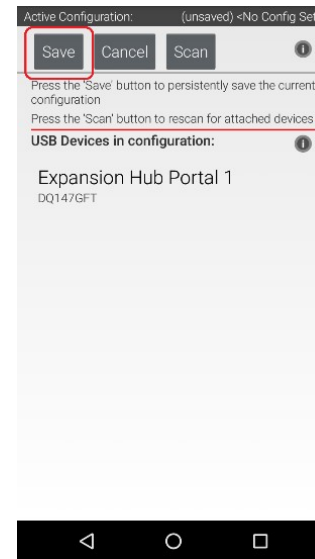 Active Configuration: (unsaved) <No Config Set
Save Cancel Scan
Press the 'Save' button to persistently save the current
configuration
Press the 'Scan' button to rescan for attached devices
USB Devices in configuration:
Expansion Hub Portal 1
DQ147GFT